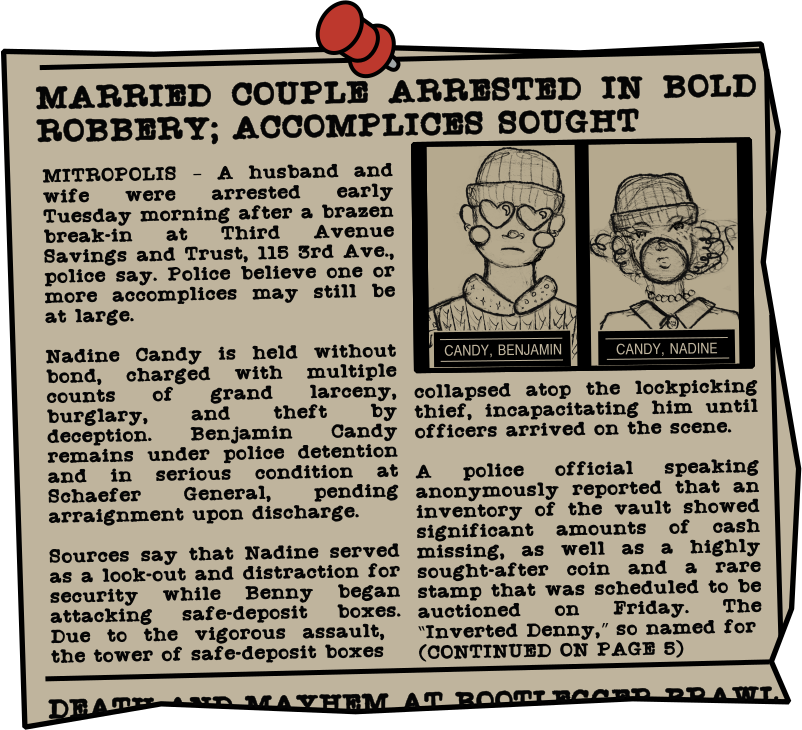 MARRIED COUPLE ARRESTED IN BOLD
ROBBERY; ACCOMPLICES SOUGHT
MITROPOLIS – A husband and
wife were arrested early
Tuesday morning after a brazen
break-in at Third Avenue
Savings and Trust, 115 3rd Ave.,
police say. Police believe one or
more accomplices may still be
at large.
Nadine Candy is held without
bond, charged with multiple
counts of grand larceny,
burglary, and theft by
deception. Benjamin Candy
remains under police detention
and in serious condition at
Schaefer General, pending
arraignment upon discharge.
Sources say that Nadine served
as a look-out and distraction for
security while Benny began
attacking safe-deposit boxes.
Due to the vigorous assault,
the tower of safe-deposit boxes
CANDY, BENJAMIN
CANDY, NADINE
collapsed atop the lockpicking
thief, incapacitating him until
officers arrived on the scene.
A police official speaking
anonymously reported that an
inventory of the vault showed
significant amounts of cash
missing, as well as a highly
sought-after coin and a rare
stamp that was scheduled to be
auctioned on Friday. The
"Inverted Denny," so named for
(CONTINUED ON PAGE 5)
DEATH AND MAYHEM AT BOOTLEGGER BRAWL